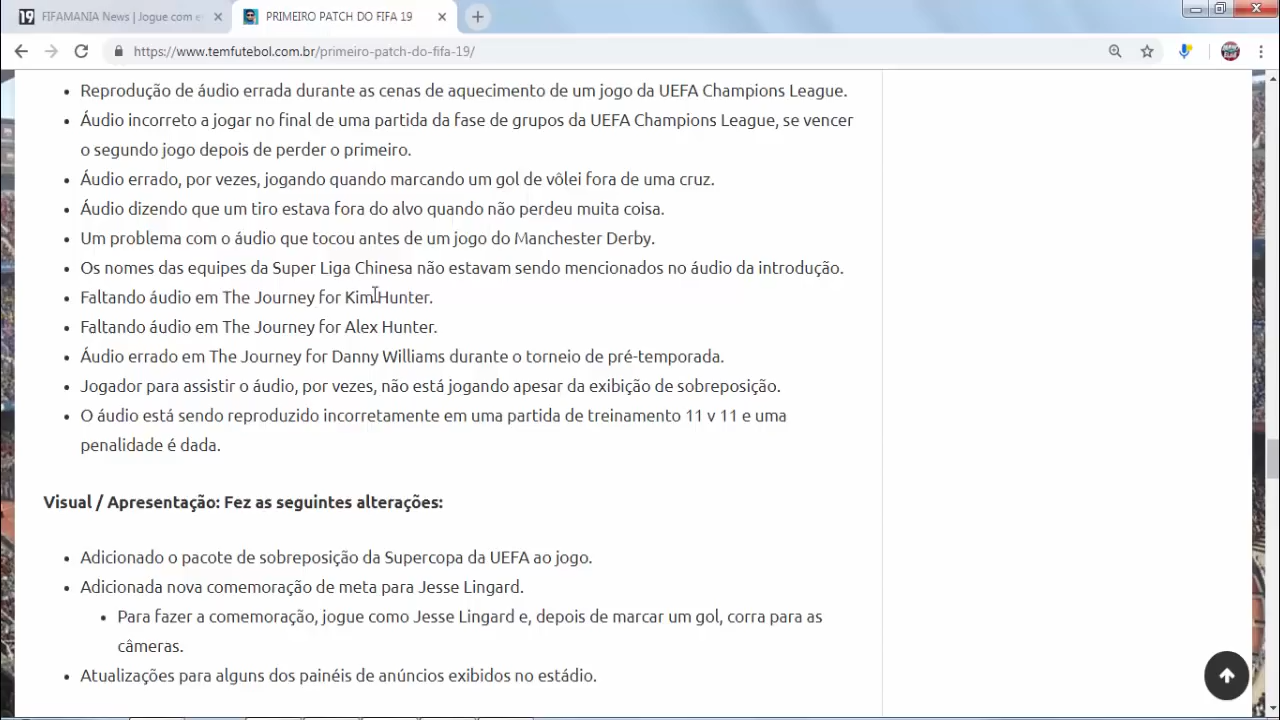 19 FIFAMANIA News | Jogue com e
PRIMEIRO PATCH DO FIFA 19
https://www.temfutebol.com.br/primeiro-patch-do-fifa-19/
• Reprodução de áudio errada durante as cenas de aquecimento de um jogo da UEFA Champions League.
• Áudio incorreto a jogar no final de uma partida da fase de grupos da UEFA Champions League, se vencer
o segundo jogo depois de perder o primeiro.
• Áudio errado, por vezes, jogando quando marcando um gol de vôlei fora de uma cruz.
• Áudio dizendo que um tiro estava fora do alvo quando não perdeu muita coisa.
• Um problema com o áudio que tocou antes de um jogo do Manchester Derby.
• Os nomes das equipes da Super Liga Chinesa não estavam sendo mencionados no áudio da introdução.
• Faltando áudio em The Journey for Kim Hunter.
• Faltando áudio em The Journey for Alex Hunter.
• Áudio errado em The Journey for Danny Williams durante o torneio de pré-temporada.
• Jogador para assistir o áudio, por vezes, não está jogando apesar da exibição de sobreposição.
• O áudio está sendo reproduzido incorretamente em uma partida de treinamento 11 v 11 e uma
penalidade é dada.
Visual / Apresentação: Fez as seguintes alterações:
• Adicionado o pacote de sobreposição da Supercopa da UEFA ao jogo.
• Adicionada nova comemoração de meta para Jesse Lingard.
• Para fazer a comemoração, jogue como Jesse Lingard e, depois de marcar um gol, corra para as
câmeras.
• Atualizações para alguns dos painéis de anúncios exibidos no estádio.